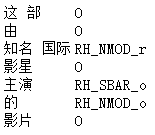 这 部 O
由 O
知名 国际 RH_NMOD_r
影星 O
主演 RH_SBAR_o
的 RH_NMOD_o
影片 O